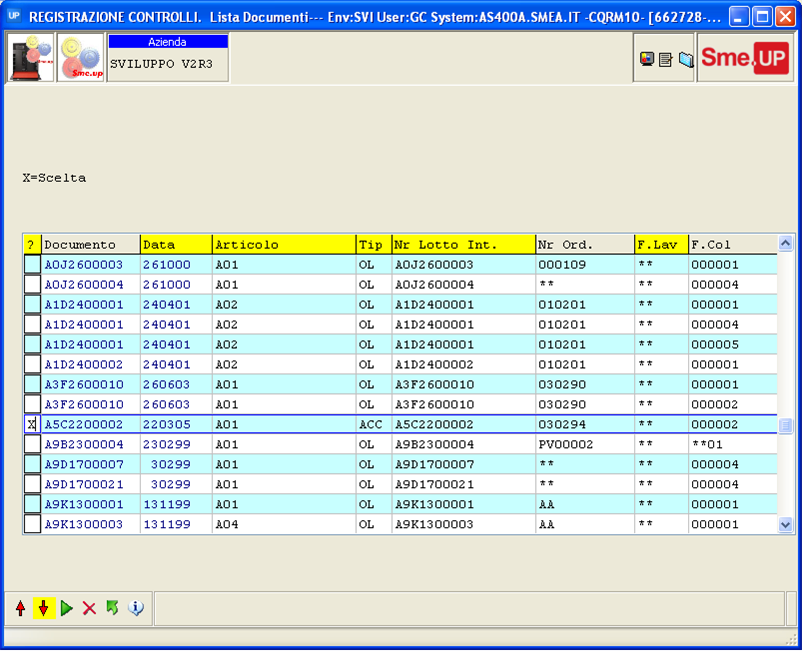 UP REGISTRAZIONE CONTROLLI. Lista Documenti--- Env:SVI User:GC System:AS400A.SMEA.IT -CQRM10- [662728-...
Sme.up
Azienda
SVILUPPO V2R3
Sme.UP
X=Scelta
? Documento Data Articolo Tip Nr Lotto Int. Nr Ord. F.Lav F.Col
A0J2600003 261000 A01 OL A0J2600003 000109 ** 000001
A0J2600004 261000 A01 OL A0J2600004 ** ** 000004
A1D2400001 240401 A02 OL A1D2400001 010201 ** 000001
A1D2400001 240401 A02 OL A1D2400001 010201 ** 000004
A1D2400001 240401 A02 OL A1D2400001 010201 ** 000005
A1D2400002 240401 A02 OL A1D2400002 010201 ** 000001
A3F2600010 260603 A01 OL A3F2600010 030290 ** 000001
A3F2600010 260603 A01 OL A3F2600010 030290 ** 000002
X A5C2200002 220305 A01 ACC A5C2200002 030294 ** 000002
A9B2300004 230299 A01 OL A9B2300004 PV00002 ** **01
A9D1700007 30299 A01 OL A9D1700007 ** ** 000004
A9D1700021 30299 A01 OL A9D1700021 ** ** 000004
A9K1300001 131199 A01 OL A9K1300001 AA ** 000001
A9K1300003 131199 A04 OL A9K1300003 AA ** 000001